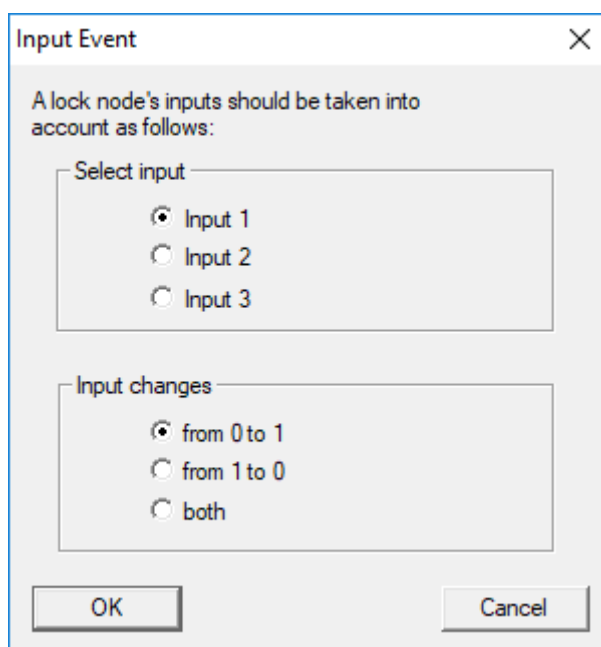 Input Event
A lock node's inputs should be taken into
account as follows:
Select input
Input 1
Input 2
Input 3
Input changes
from 0 to 1
from 1 to 0
both
OK
Cancel